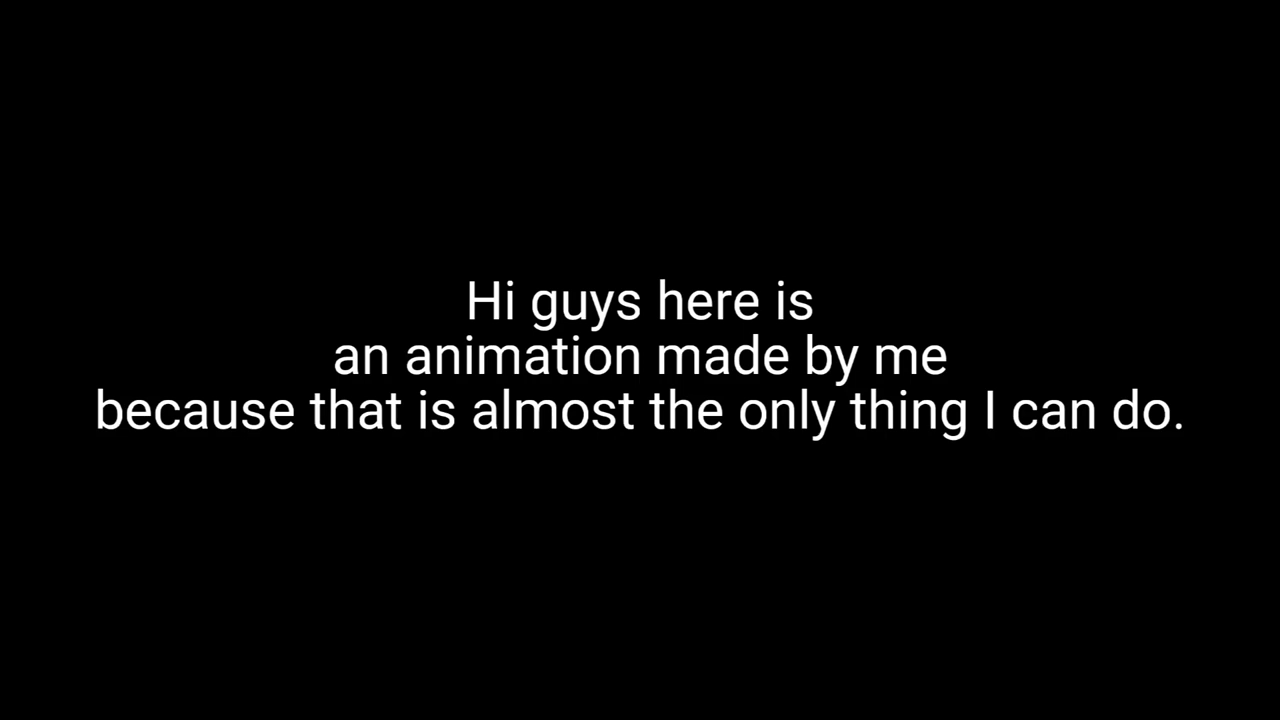 Hi guys here is
an animation made by me
because that is almost the only thing I can do.